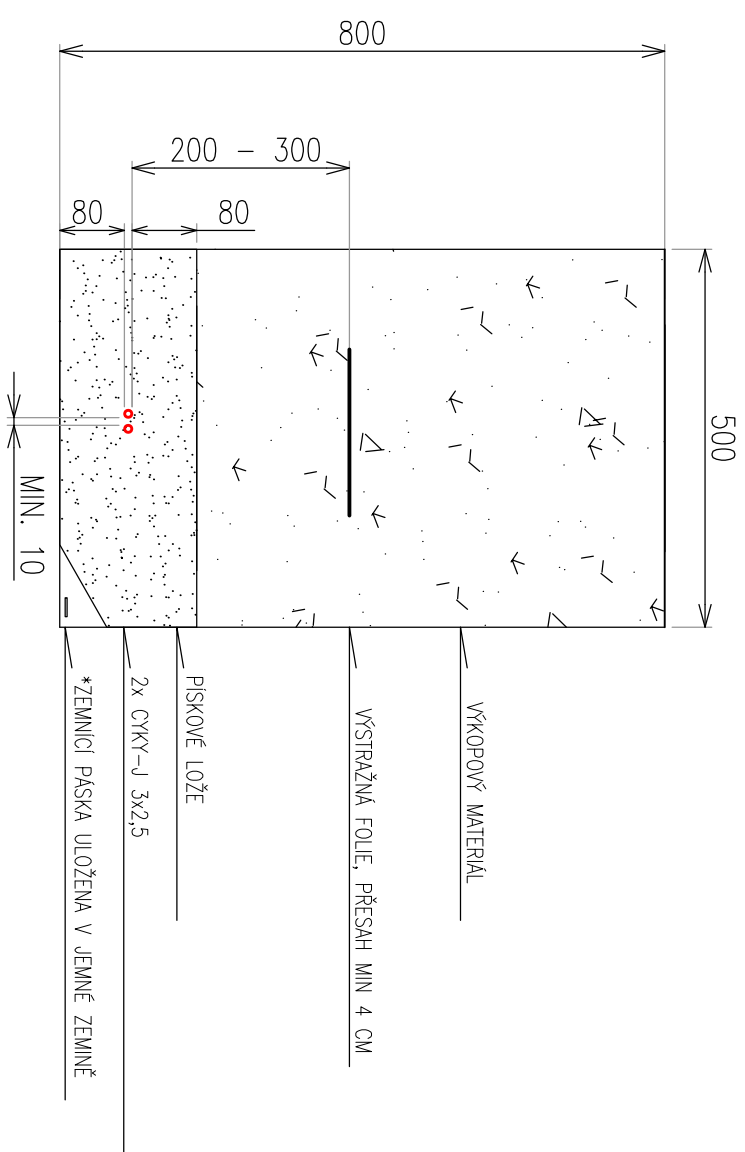 800
200 - 300
80
80
MIN. 10
500
VÝKOPOVÝ MATERIÁL
VÝSTRAŽNÁ FOLIE, PŘESAH MIN 4 CM
PÍSKOVÉ LOŽE
2x CYKY-J 3x2,5
*ZEMNÍCÍ PÁSKA ULOŽENA V JEMNÉ ZEMINĚ